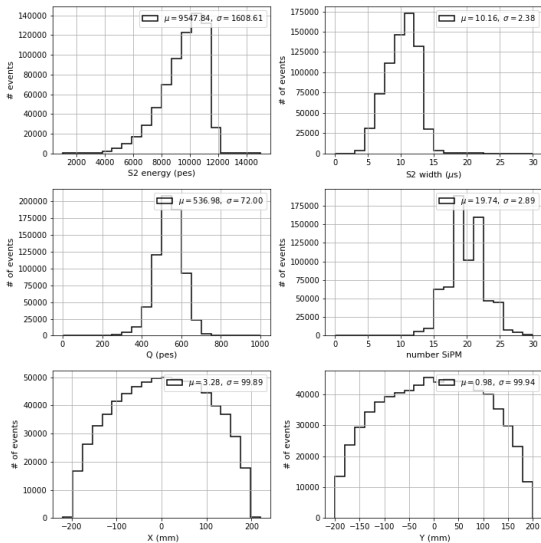 μ = 9547.84, σ = 1608.61
140000
120000
100000
80000
60000
40000
20000
0
# events
2000 4000 6000 8000 10000 12000 14000
S2 energy (pes)
μ = 10.16, σ = 2.38
175000
150000
125000
100000
75000
50000
25000
0
# of events
0 5 10 15 20 25 30
S2 width (μs)
μ = 536.98, σ = 72.00
200000
175000
150000
125000
100000
75000
50000
25000
0
# of events
0 200 400 600 800 1000
Q (pes)
μ = 19.74, σ = 2.89
175000
150000
125000
100000
75000
50000
25000
0
# of events
0 5 10 15 20 25 30
number SiPM
μ = 3.28, σ = 99.89
50000
40000
30000
20000
10000
0
# of events
−200 −100 0 100 200
X (mm)
μ = 0.98, σ = 99.94
40000
30000
20000
10000
0
# of events
−200 −150 −100 −50 0 50 100 150 200
Y (mm)